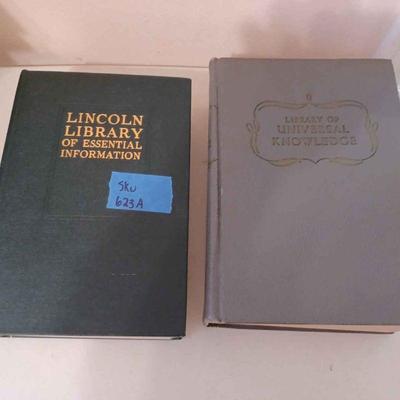 LINCOLN
LIBRARY
OF ESSENTIAL
INFORMATION
SKU
623A
LIBRARY OF
UNIVERSAL
KNOWLEDGE